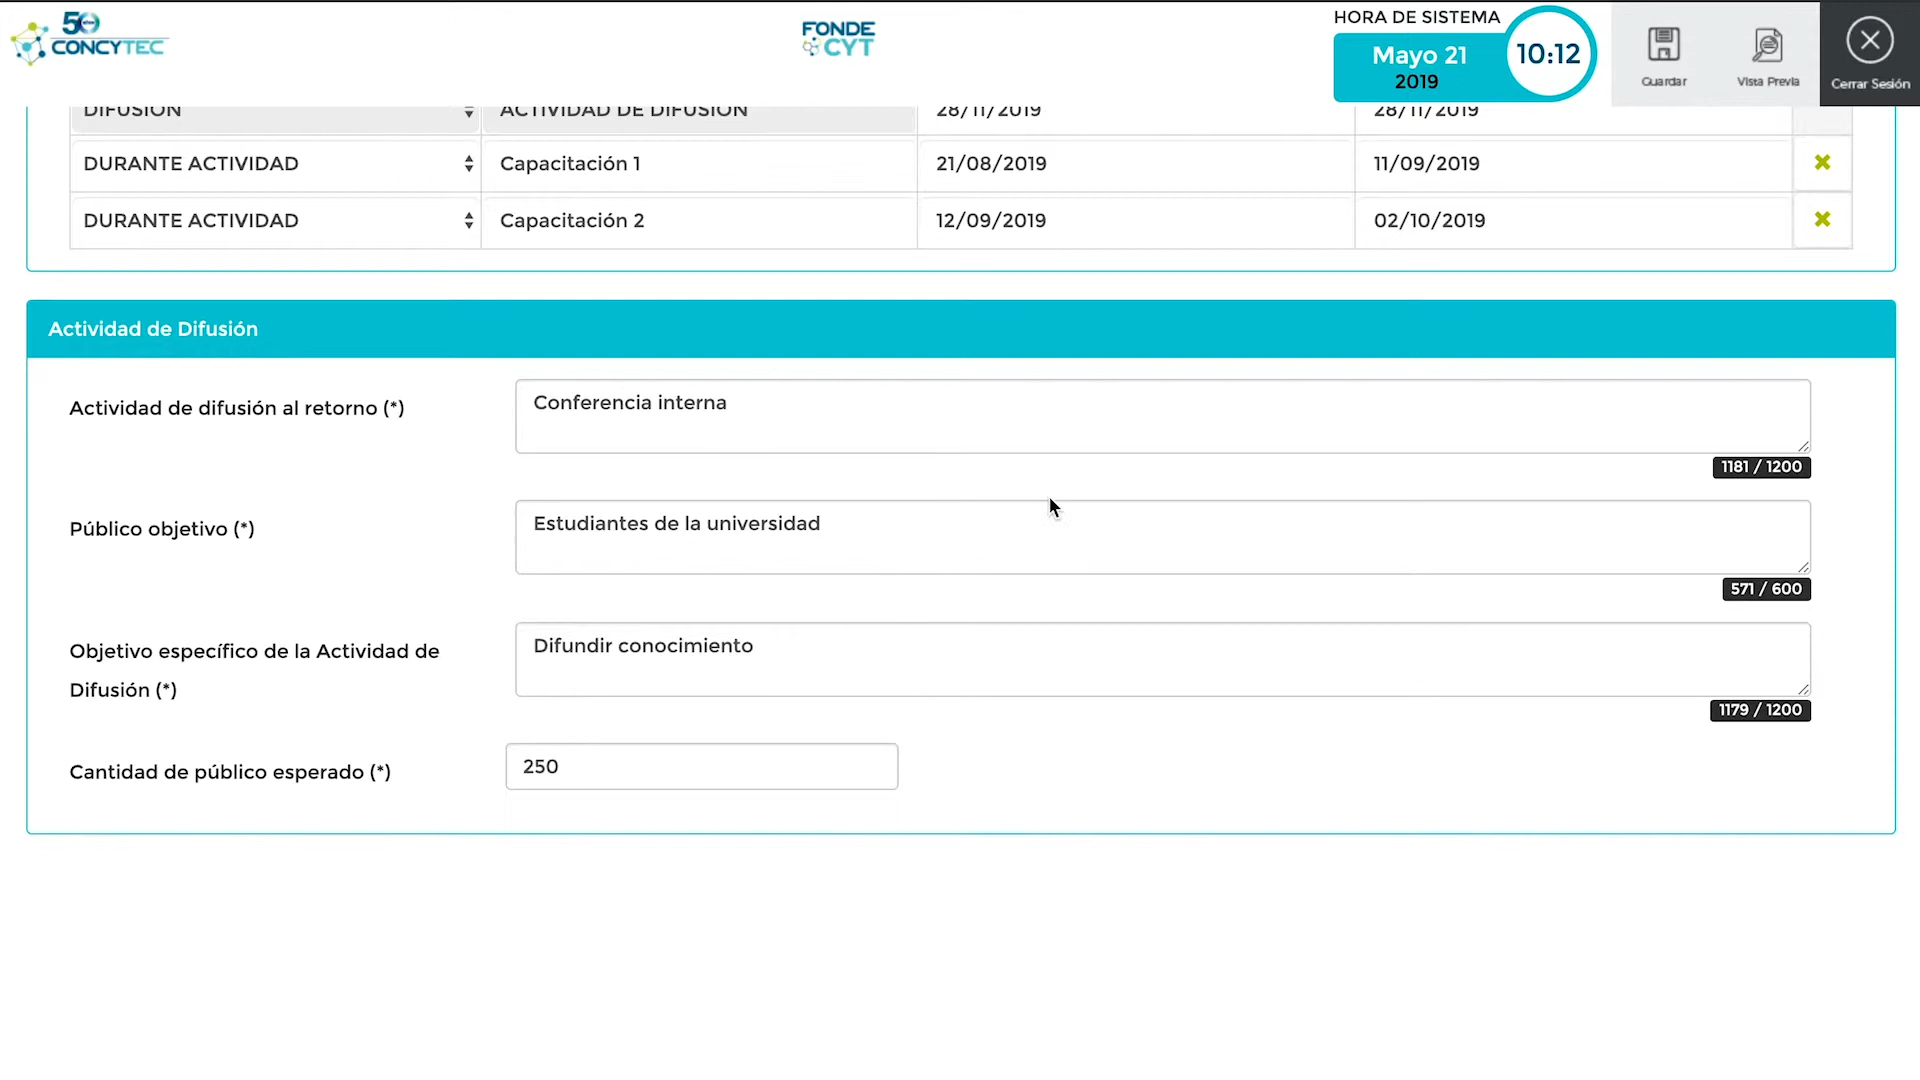 50 años
CONCYTEC
FONDE
CYT
HORA DE SISTEMA
Mayo 21
2019
10:12
Guardar
Vista Previa
Cerrar Sesión
DIFUSIÓN ACTIVIDAD DE DIFUSIÓN 28/11/2019 28/11/2019
DURANTE ACTIVIDAD Capacitación 1 21/08/2019 11/09/2019
DURANTE ACTIVIDAD Capacitación 2 12/09/2019 02/10/2019
Actividad de Difusión
Actividad de difusión al retorno (*) Conferencia interna
1181 / 1200
Público objetivo (*) Estudiantes de la universidad
571 / 600
Objetivo específico de la Actividad de
Difusión (*)
Difundir conocimiento
1179 / 1200
Cantidad de público esperado (*) 250